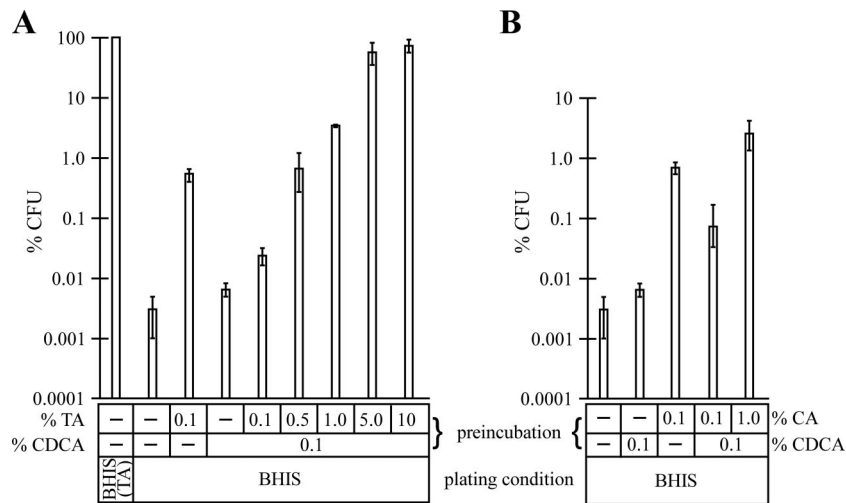 A
B
100
10
1.0
0.1
0.01
0.001
0.0001
% CFU
10
1.0
0.1
0.01
0.001
0.0001
% CFU
% TA – – 0.1 – 0.1 0.5 1.0 5.0 10
% CDCA – – – 0.1
BHIS (TA) BHIS
} preincubation {
plating condition
– – 0.1 0.1 1.0 % CA
– 0.1 – 0.1 % CDCA
BHIS